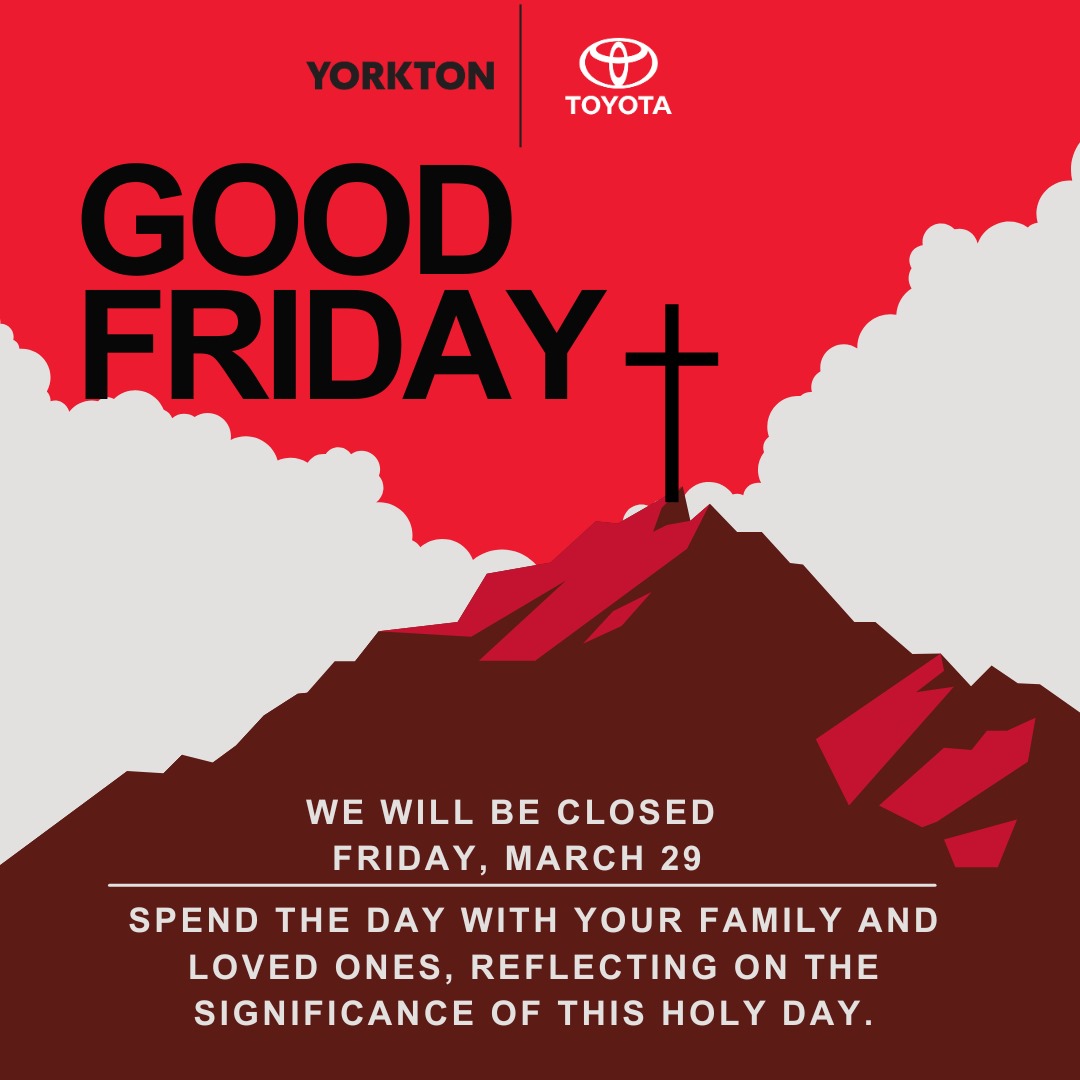 YORKTON
TOYOTA
GOOD
FRIDAY
WE WILL BE CLOSED
FRIDAY, MARCH 29
SPEND THE DAY WITH YOUR FAMILY AND
LOVED ONES, REFLECTING ON THE
SIGNIFICANCE OF THIS HOLY DAY.